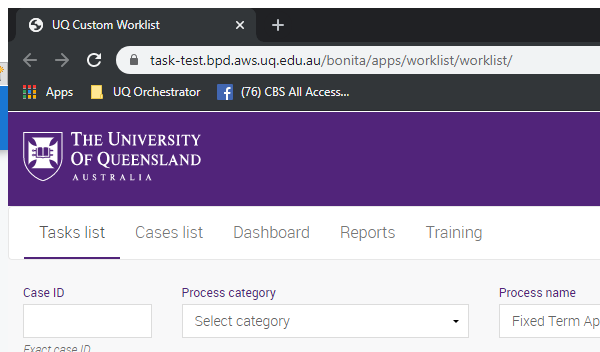 UQ Custom Worklist
task-test.bpd.aws.uq.edu.au/bonita/apps/worklist/worklist/
Apps UQ Orchestrator (76) CBS All Access...
THE UNIVERSITY
OF QUEENSLAND
AUSTRALIA
Tasks list Cases list Dashboard Reports Training
Case ID Process category Process name
Select category Fixed Term Ap
Exact case ID